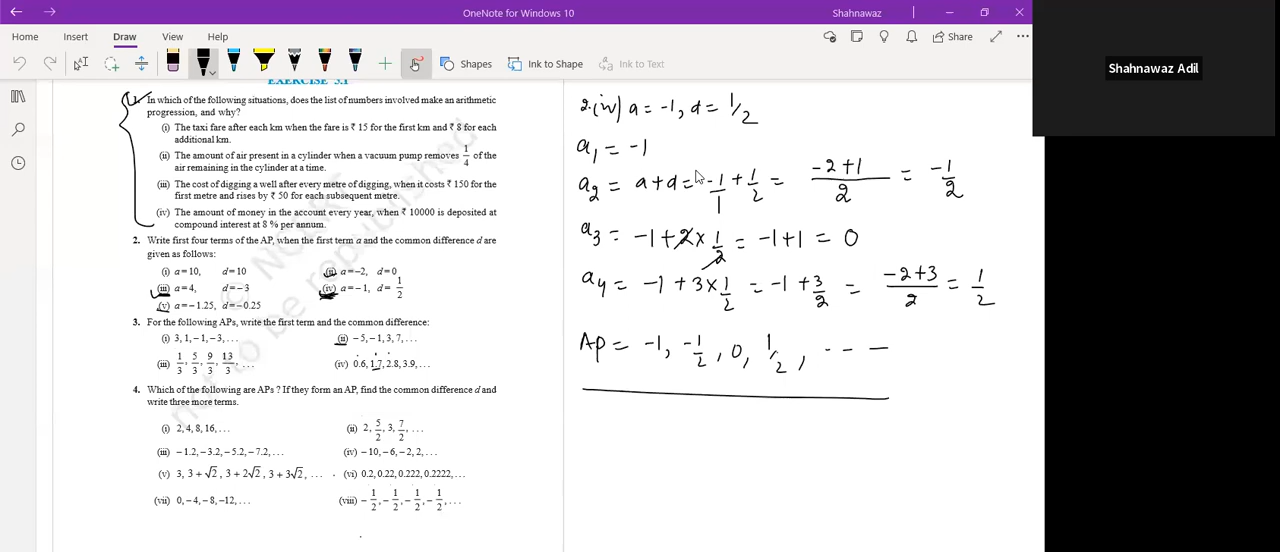 OneNote for Windows 10
Shahnawaz
Home Insert Draw View Help
Share
Shapes
Ink to Shape
Ink to Text
Shahnawaz Adil
EXERCISE 5.1
1. In which of the following situations, does the list of numbers involved make an arithmetic
progression, and why?
(i) The taxi fare after each km when the fare is ₹ 15 for the first km and ₹ 8 for each
additional km.
(ii) The amount of air present in a cylinder when a vacuum pump removes 1/4 of the
air remaining in the cylinder at a time.
(iii) The cost of digging a well after every metre of digging, when it costs ₹ 150 for the
first metre and rises by ₹ 50 for each subsequent metre.
(iv) The amount of money in the account every year, when ₹ 10000 is deposited at
compound interest at 8 % per annum.
2. Write first four terms of the AP, when the first term a and the common difference d are
given as follows:
(i) a = 10, d = 10 (ii) a = –2, d = 0
(iii) a = 4, d = – 3 (iv) a = – 1, d = 1/2
(v) a = – 1.25, d = – 0.25
3. For the following APs, write the first term and the common difference:
(i) 3, 1, – 1, – 3, . . . (ii) – 5, – 1, 3, 7, . . .
(iii) 1/3, 5/3, 9/3, 13/3, . . . (iv) 0.6, 1.7, 2.8, 3.9, . . .
4. Which of the following are APs ? If they form an AP, find the common difference d and
write three more terms.
(i) 2, 4, 8, 16, . . . (ii) 2, 5/2, 3, 7/2, . . .
(iii) – 1.2, – 3.2, – 5.2, – 7.2, . . . (iv) – 10, – 6, – 2, 2, . . .
(v) 3, 3 + √2, 3 + 2√2, 3 + 3√2, . . . (vi) 0.2, 0.22, 0.222, 0.2222, . . .
(vii) 0, – 4, – 8, –12, . . . (viii) – 1/2, – 1/2, – 1/2, – 1/2, . . .
not to be republished
2.(iv) a = -1, d = 1/2
a₁ = -1
a₂ = a+d = -1/1 + 1/2 = (-2+1)/2 = -1/2
a₃ = -1 + 2 × 1/2 = -1+1 = 0
a₄ = -1 + 3 × 1/2 = -1 + 3/2 = (-2+3)/2 = 1/2
AP = -1, -1/2, 0, 1/2, - - -